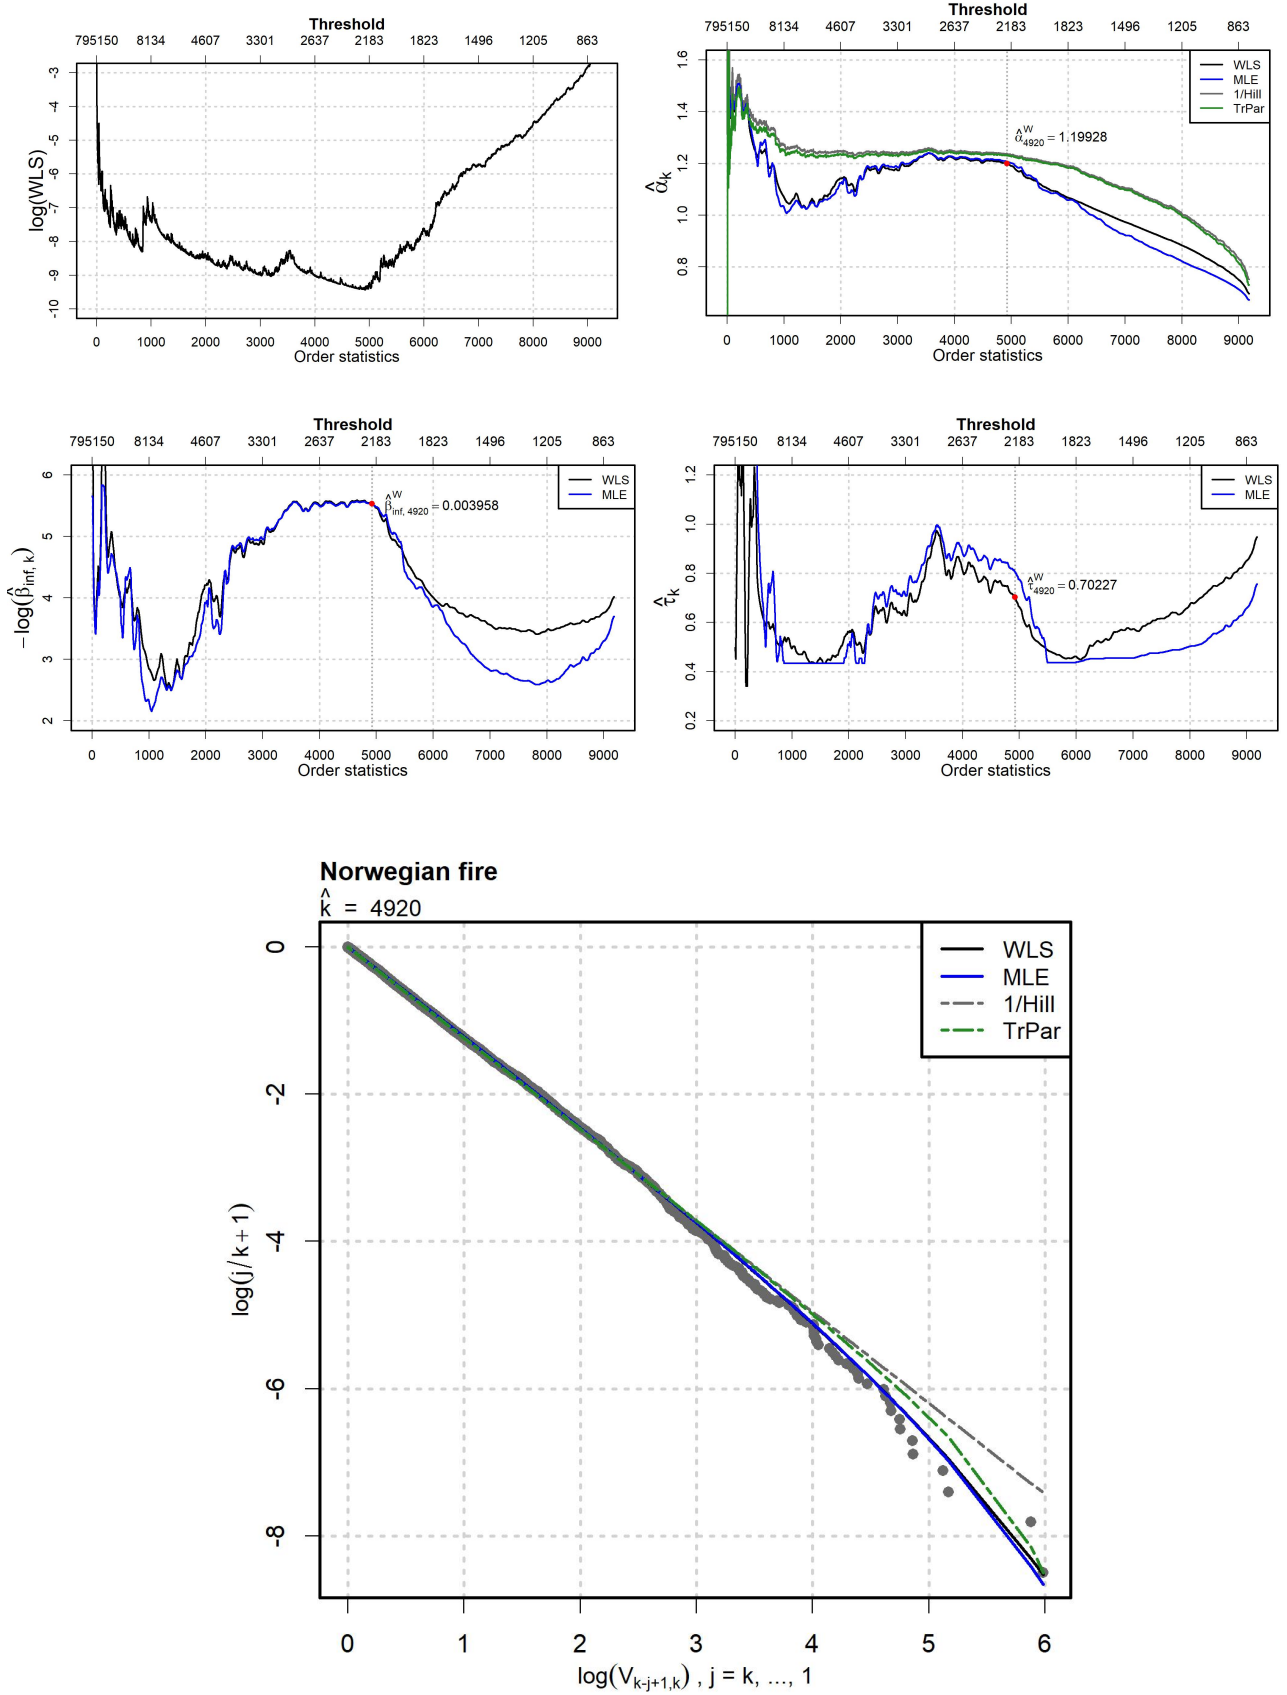 Threshold
795150 8134 4607 3301 2637 2183 1823 1496 1205 863
log(WLS)
-3
-4
-5
-6
-7
-8
-9
-10
0 1000 2000 3000 4000 5000 6000 7000 8000 9000
Order statistics
Threshold
795150 8134 4607 3301 2637 2183 1823 1496 1205 863
WLS
MLE
1/Hill
TrPar
α̂ᵂ₄₉₂₀ = 1.19928
α̂ₖ
1.6
1.4
1.2
1.0
0.8
0 1000 2000 3000 4000 5000 6000 7000 8000 9000
Order statistics
Threshold
795150 8134 4607 3301 2637 2183 1823 1496 1205 863
WLS
MLE
β̂ᵂ inf, 4920 = 0.003958
−log(β̂ inf, k)
6
5
4
3
2
0 1000 2000 3000 4000 5000 6000 7000 8000 9000
Order statistics
Threshold
795150 8134 4607 3301 2637 2183 1823 1496 1205 863
WLS
MLE
τ̂ᵂ₄₉₂₀ = 0.70227
τ̂ₖ
1.2
1.0
0.8
0.6
0.4
0.2
0 1000 2000 3000 4000 5000 6000 7000 8000 9000
Order statistics
Norwegian fire
k̂ = 4920
WLS
MLE
1/Hill
TrPar
log(j/k+1)
0
-2
-4
-6
-8
0 1 2 3 4 5 6
log(V k-j+1,k) , j = k, ..., 1